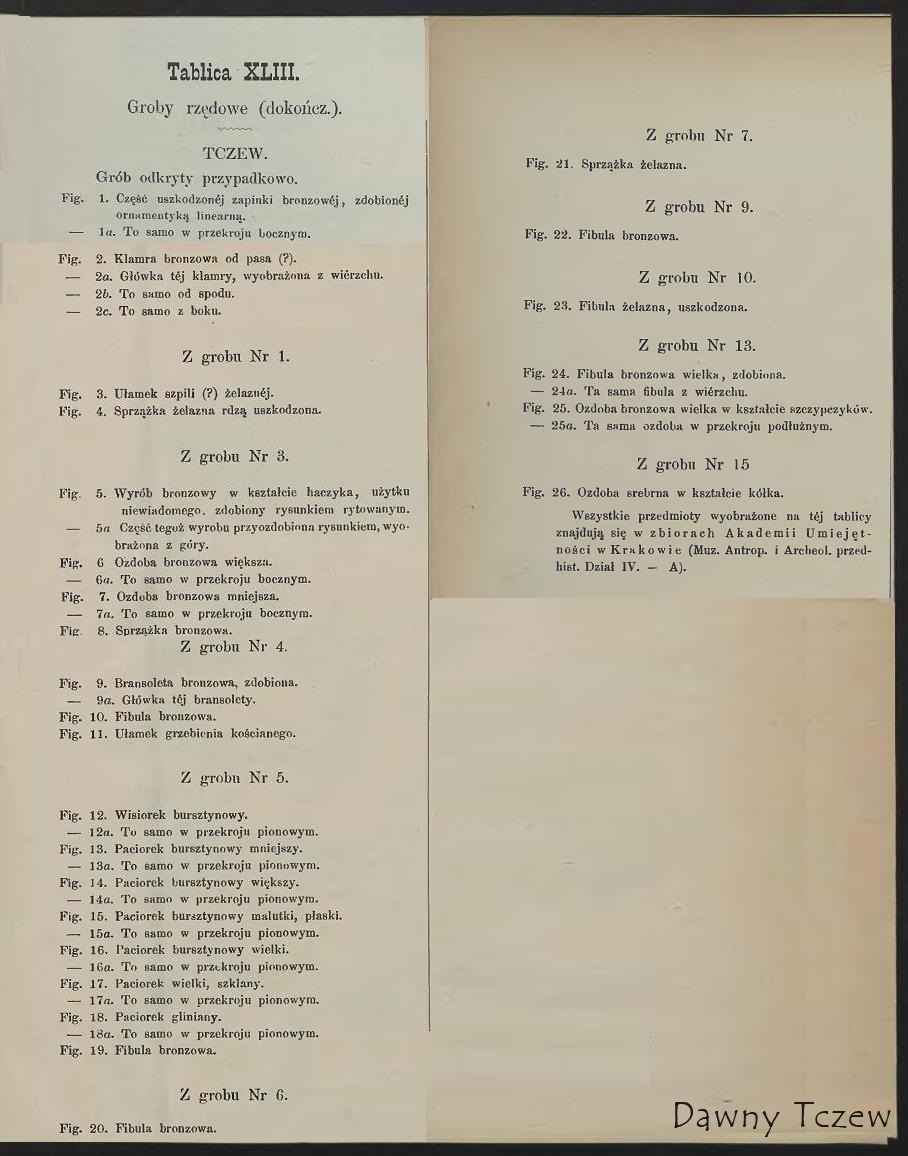 Tablica XLIII.
Groby rzędowe (dokończ.).
TCZEW.
Grób odkryty przypadkowo.
Fig. 1. Część uszkodzonéj zapinki bronzowéj, zdobionéj
ornamentyką linearną.
— 1a. To samo w przekroju bocznym.
Fig. 2. Klamra bronzowa od pasa (?).
— 2a. Główka téj klamry, wyobrażona z wiérzchu.
— 2b. To samo od spodu.
— 2c. To samo z boku.
Z grobu Nr 1.
Fig. 3. Ułamek szpili (?) żelaznéj.
Fig. 4. Sprzążka żelazna rdzą uszkodzona.
Z grobu Nr 3.
Fig. 5. Wyrób bronzowy w kształcie haczyka, użytku
niewiadomego. zdobiony rysunkiem rytowanym.
— 5a Część tegoż wyrobu przyozdobiona rysunkiem, wyo-
brażona z góry.
Fig. 6 Ozdoba bronzowa większa.
— 6a. To samo w przekroju bocznym.
Fig. 7. Ozdoba bronzowa mniejsza.
— 7a. To samo w przekroju bocznym.
Fig. 8. Sprzążka bronzowa.
Z grobu Nr 4.
Fig. 9. Bransoleta bronzowa, zdobiona.
— 9a. Główka téj bransolety.
Fig. 10. Fibula bronzowa.
Fig. 11. Ułamek grzebienia kościanego.
Z grobu Nr 5.
Fig. 12. Wisiorek bursztynowy.
— 12a. To samo w przekroju pionowym.
Fig. 13. Paciorek bursztynowy mniejszy.
— 13a. To samo w przekroju pionowym.
Fig. 14. Paciorek bursztynowy większy.
— 14a. To samo w przekroju pionowym.
Fig. 15. Paciorek bursztynowy malutki, płaski.
— 15a. To samo w przekroju pionowym.
Fig. 16. Paciorek bursztynowy wielki.
— 16a. To samo w przekroju pionowym.
Fig. 17. Paciorek wielki, szklany.
— 17a. To samo w przekroju pionowym.
Fig. 18. Paciorek gliniany.
— 18a. To samo w przekroju pionowym.
Fig. 19. Fibula bronzowa.
Z grobu Nr 6.
Fig. 20. Fibula bronzowa.
Z grobu Nr 7.
Fig. 21. Sprzążka żelazna.
Z grobu Nr 9.
Fig. 22. Fibula bronzowa.
Z grobu Nr 10.
Fig. 23. Fibula żelazna, uszkodzona.
Z grobu Nr 13.
Fig. 24. Fibula bronzowa wielka, zdobiona.
— 24a. Ta sama fibula z wiérzchu.
Fig. 25. Ozdoba bronzowa wielka w kształcie szczypczyków.
— 25a. Ta sama ozdoba w przekroju podłużnym.
Z grobu Nr 15
Fig. 26. Ozdoba srebrna w kształcie kółka.
Wszystkie przedmioty wyobrażone na téj tablicy
znajdują się w zbiorach Akademii Umiejęt-
ności w Krakowie (Muz. Antrop. i Archeol. przed-
hist. Dział IV. — A).
Dawny Tczew